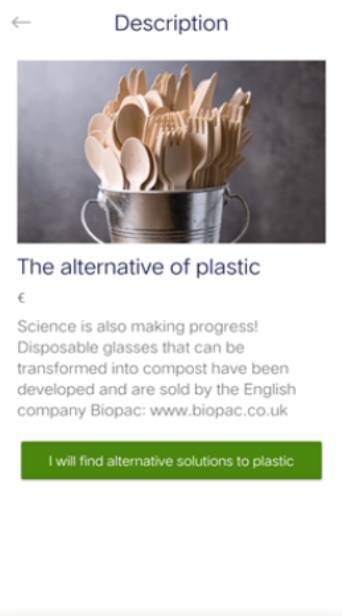 Description
The alternative of plastic
€
Science is also making progress!
Disposable glasses that can be
transformed into compost have been
developed and are sold by the English
company Biopac: www.biopac.co.uk
I will find alternative solutions to plastic